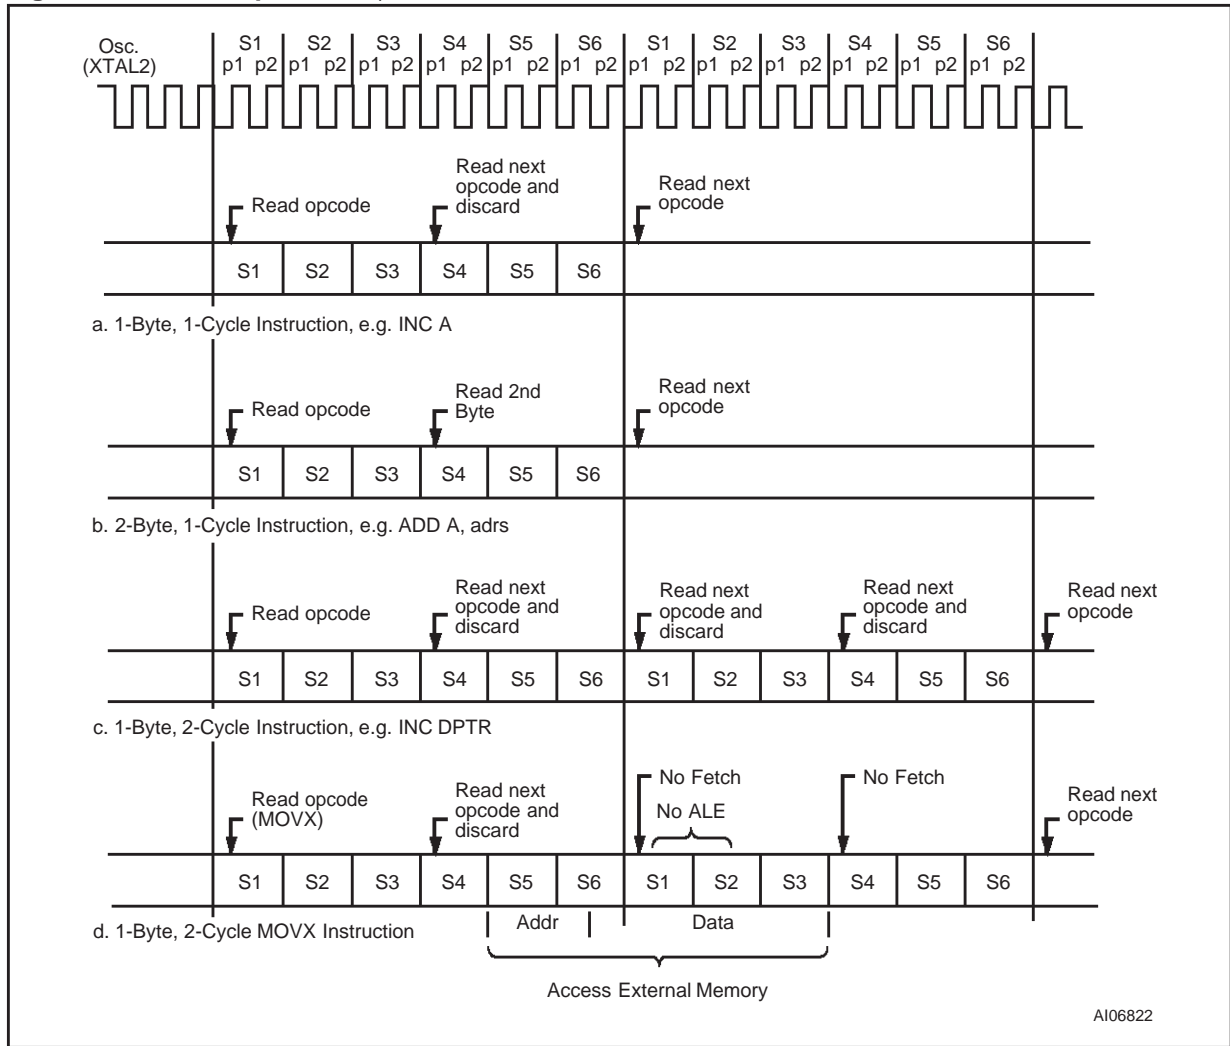 Osc.
(XTAL2)
S1 S2 S3 S4 S5 S6 S1 S2 S3 S4 S5 S6
p1 p2 p1 p2 p1 p2 p1 p2 p1 p2 p1 p2 p1 p2 p1 p2 p1 p2 p1 p2 p1 p2 p1 p2
Read opcode
Read next
opcode and
discard
Read next
opcode
S1 S2 S3 S4 S5 S6
a. 1-Byte, 1-Cycle Instruction, e.g. INC A
Read opcode
Read 2nd
Byte
Read next
opcode
S1 S2 S3 S4 S5 S6
b. 2-Byte, 1-Cycle Instruction, e.g. ADD A, adrs
Read opcode
Read next
opcode and
discard
Read next
opcode and
discard
Read next
opcode and
discard
Read next
opcode
S1 S2 S3 S4 S5 S6 S1 S2 S3 S4 S5 S6
c. 1-Byte, 2-Cycle Instruction, e.g. INC DPTR
Read opcode
(MOVX)
Read next
opcode and
discard
No Fetch
No ALE
No Fetch
Read next
opcode
S1 S2 S3 S4 S5 S6 S1 S2 S3 S4 S5 S6
d. 1-Byte, 2-Cycle MOVX Instruction
Addr
Data
Access External Memory
AI06822